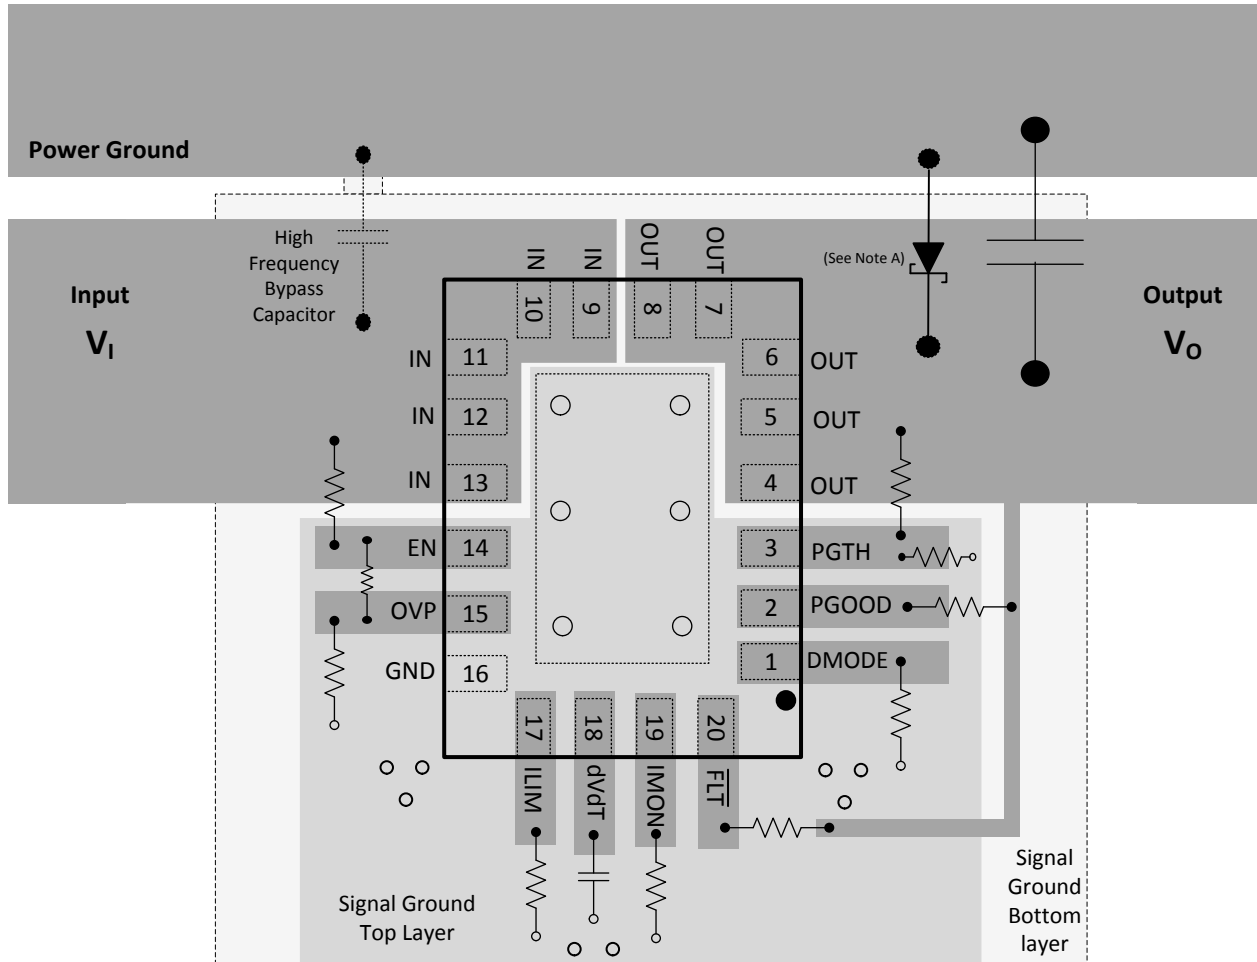 Power Ground
High
Frequency
Bypass
Capacitor
(See Note A)
Input
V_I
Output
V_O
IN
IN
OUT
OUT
10
9
8
7
IN
11
6
OUT
IN
12
5
OUT
IN
13
4
OUT
EN
14
3
PGTH
OVP
15
2
PGOOD
GND
16
1
DMODE
17
18
19
20
ILIM
dVdT
IMON
FLT
Signal Ground
Top Layer
Signal
Ground
Bottom
layer